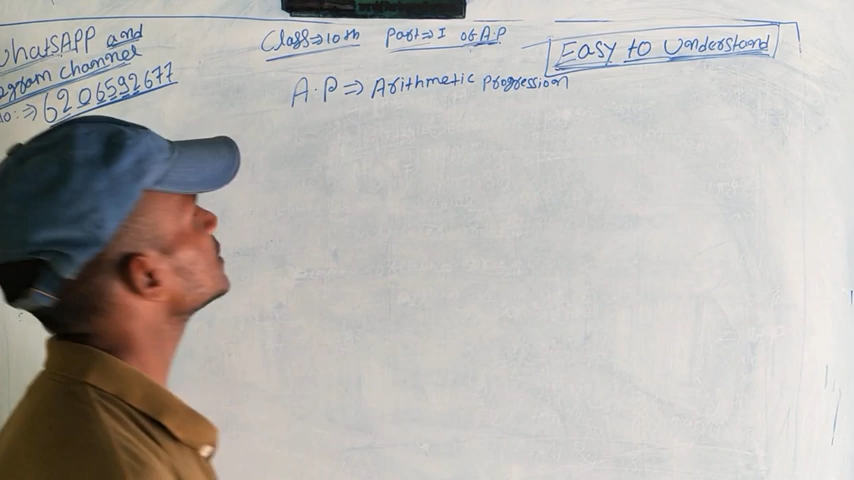 WhatsAPP and
gram channel
no:⇒ 6206592677
Class⇒10th Part⇒I of A.P
Easy to Understand
A.P ⇒ Arithmetic progression